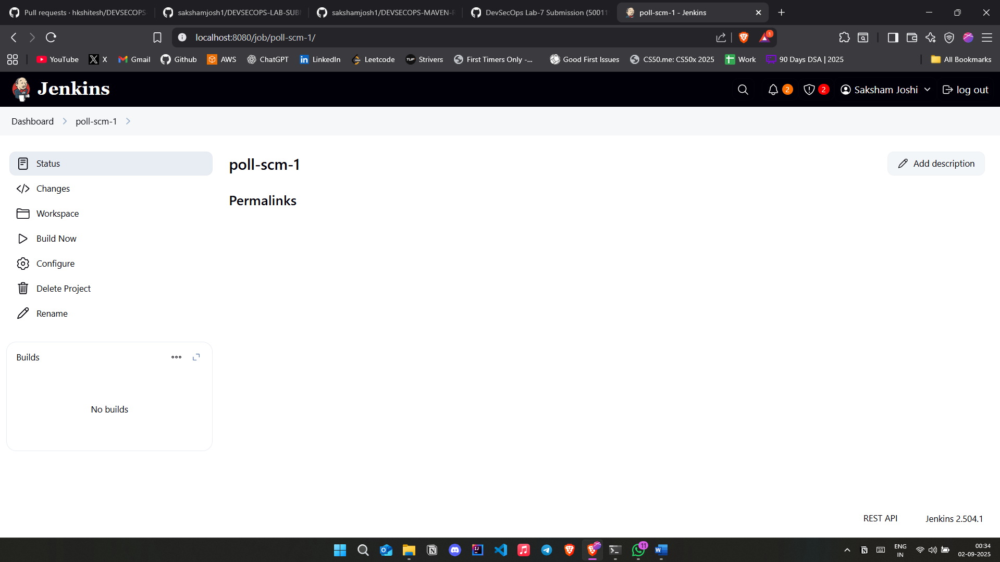 Pull requests · hkshitesh/DEVSECOPS-
sakshamjosh1/DEVSECOPS-LAB-SUBM
sakshamjosh1/DEVSECOPS-MAVEN-P
DevSecOps Lab-7 Submission (50011
poll-scm-1 - Jenkins
localhost:8080/job/poll-scm-1/
1
YouTube
X
Gmail
Github
AWS
ChatGPT
LinkedIn
Leetcode
Strivers
First Timers Only -...
Good First Issues
CS50.me: CS50x 2025
Work
90 Days DSA | 2025
All Bookmarks
Jenkins
2
2
Saksham Joshi
log out
Dashboard
poll-scm-1
Status
Changes
Workspace
Build Now
Configure
Delete Project
Rename
Builds
No builds
poll-scm-1
Add description
Permalinks
REST API
Jenkins 2.504.1
11
ENG
IN
00:34
02-09-2025